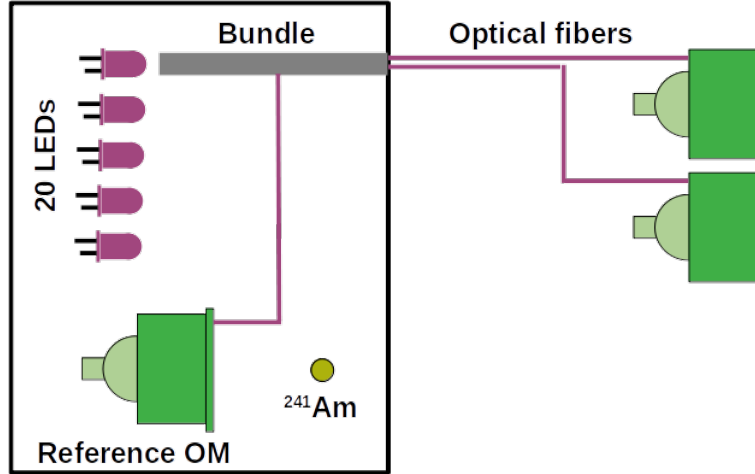 Bundle
Optical fibers
20 LEDs
²⁴¹Am
Reference OM